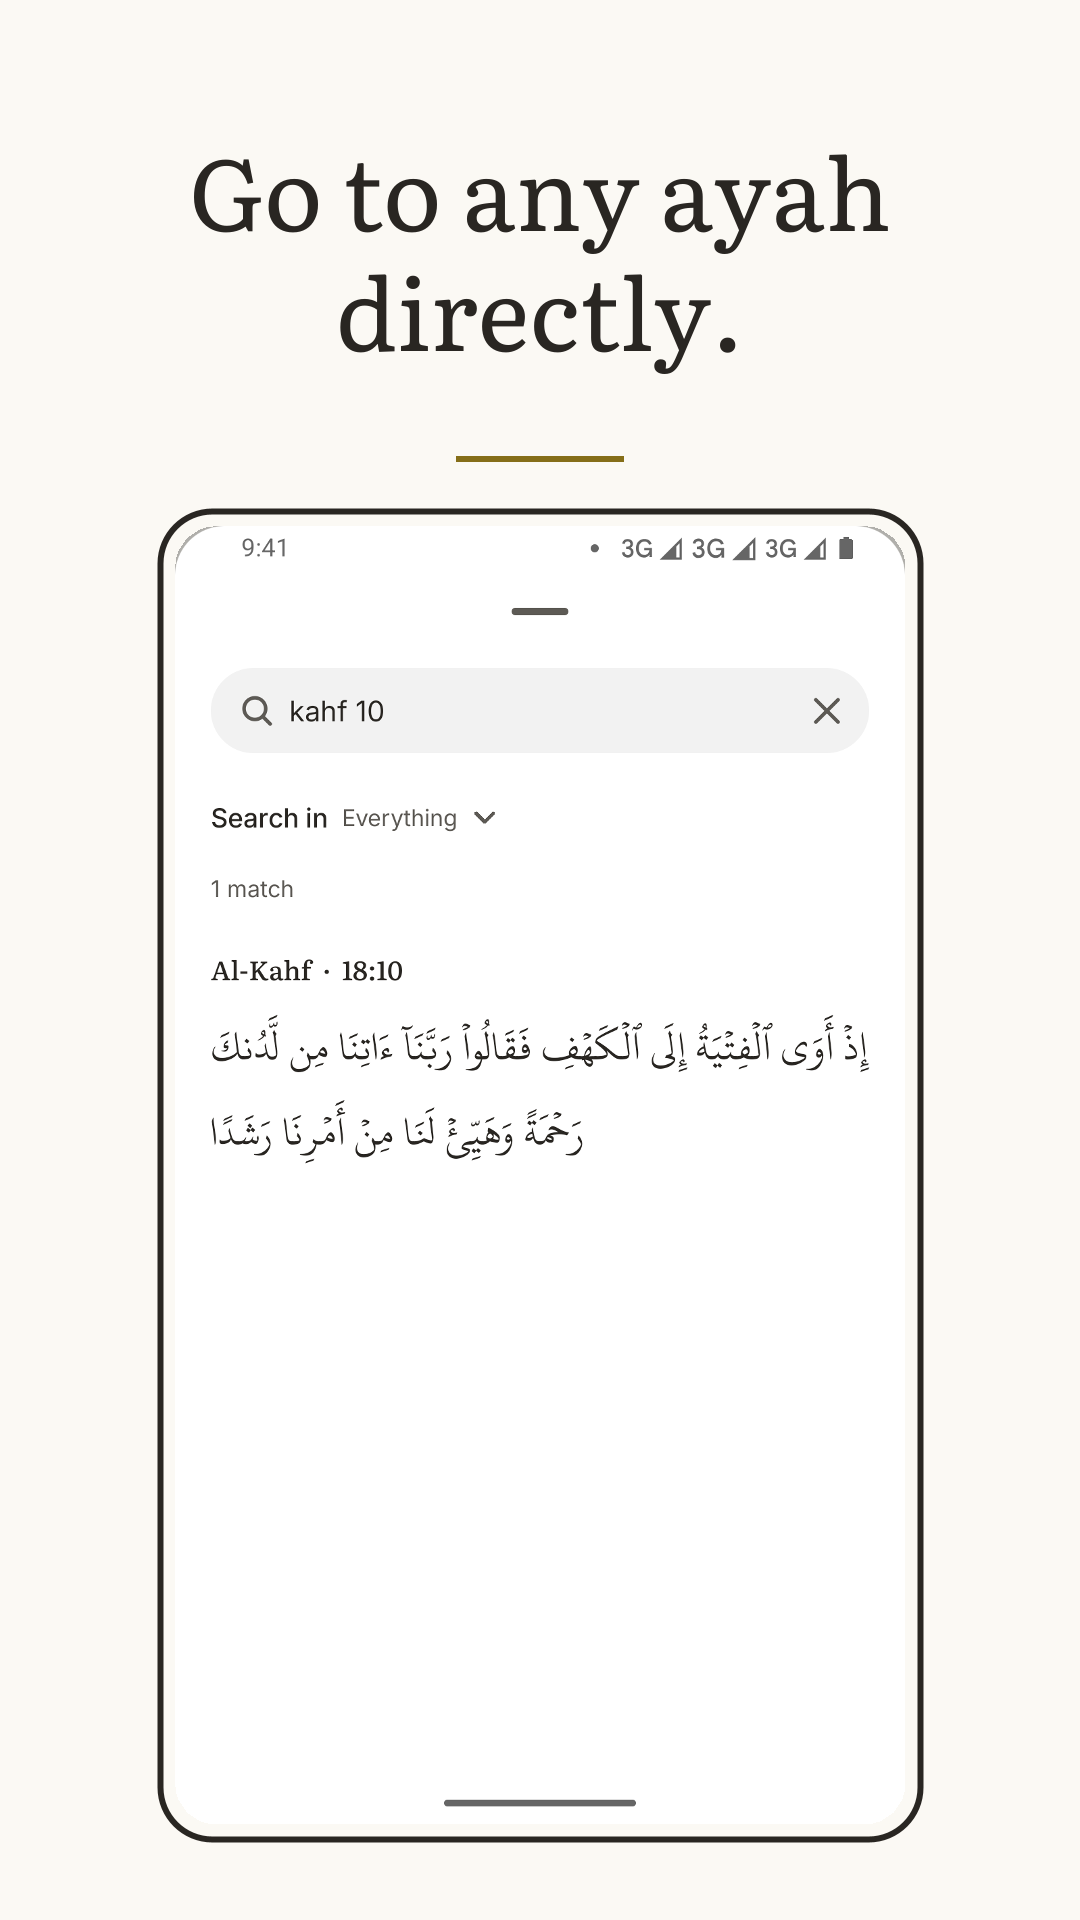 Go to any ayah
directly.
9:41
3G 3G 3G
kahf 10
Search in Everything
1 match
Al-Kahf · 18:10
إِذۡ أَوَى ٱلۡفِتۡيَةُ إِلَى ٱلۡكَهۡفِ فَقَالُواْ رَبَّنَآ ءَاتِنَا مِن لَّدُنكَ
رَحۡمَةٗ وَهَيِّئۡ لَنَا مِنۡ أَمۡرِنَا رَشَدٗا